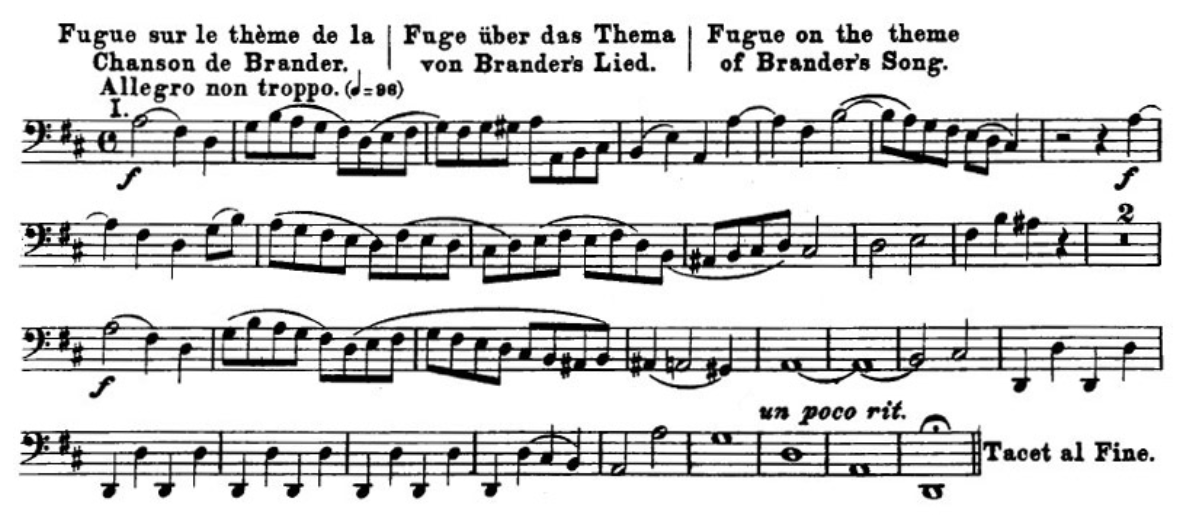 Fugue sur le thème de la | Fuge über das Thema | Fugue on the theme
Chanson de Brander. | von Brander's Lied. | of Brander's Song.
Allegro non troppo. (♩=96)
I.
f
f
2
f
un poco rit.
Tacet al Fine.